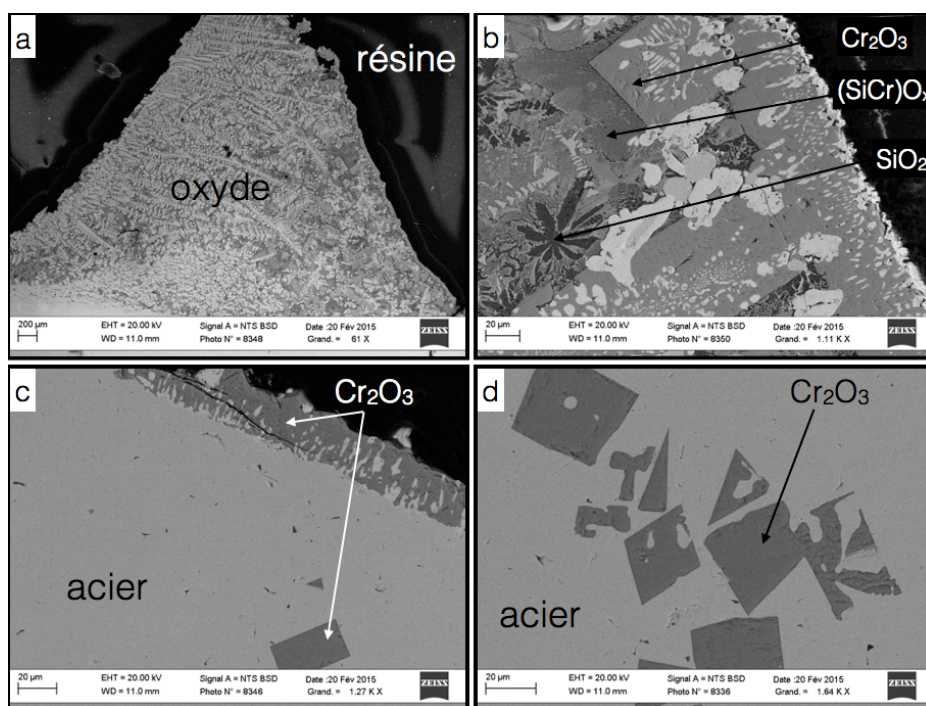 a
résine
oxyde
200 µm
EHT = 20.00 kV
WD = 11.0 mm
Signal A = NTS BSD
Photo N° = 8348
Date :20 Fév 2015
Grand. = 61 X
ZEISS
b
Cr₂O₃
(SiCr)Oₓ
SiO₂
20 µm
EHT = 20.00 kV
WD = 11.0 mm
Signal A = NTS BSD
Photo N° = 8350
Date :20 Fév 2015
Grand. = 1.11 K X
ZEISS
c
Cr₂O₃
acier
20 µm
EHT = 20.00 kV
WD = 11.0 mm
Signal A = NTS BSD
Photo N° = 8346
Date :20 Fév 2015
Grand. = 1.27 K X
ZEISS
d
Cr₂O₃
acier
20 µm
EHT = 20.00 kV
WD = 11.0 mm
Signal A = NTS BSD
Photo N° = 8336
Date :20 Fév 2015
Grand. = 1.64 K X
ZEISS